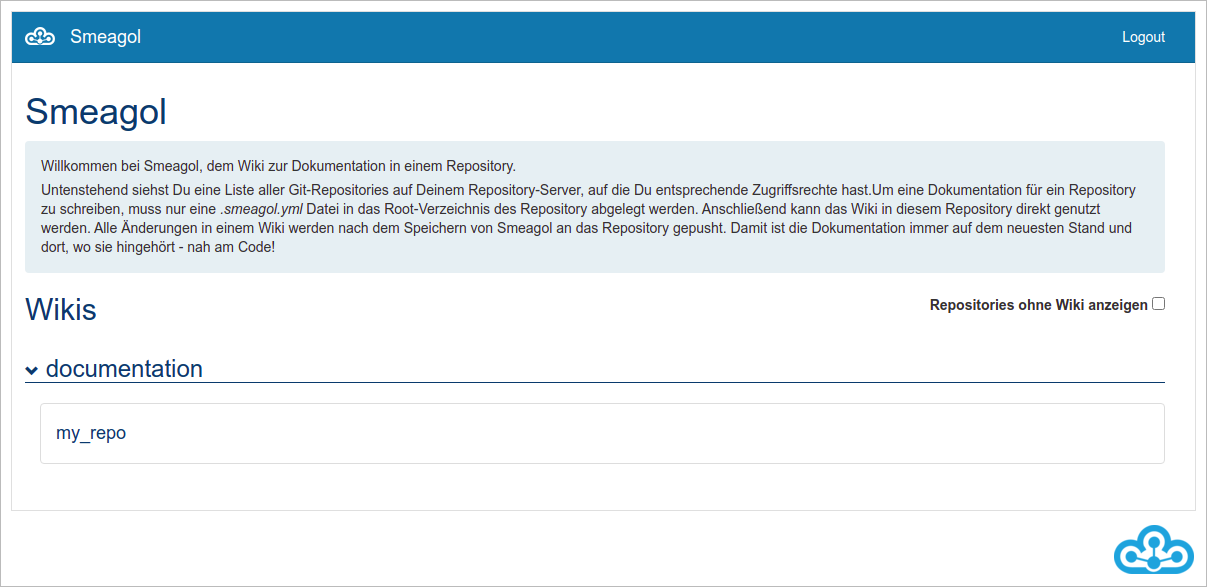 Smeagol
Logout
Smeagol
Willkommen bei Smeagol, dem Wiki zur Dokumentation in einem Repository.
Untenstehend siehst Du eine Liste aller Git-Repositories auf Deinem Repository-Server, auf die Du entsprechende Zugriffsrechte hast.Um eine Dokumentation für ein Repository
zu schreiben, muss nur eine .smeagol.yml Datei in das Root-Verzeichnis des Repository abgelegt werden. Anschließend kann das Wiki in diesem Repository direkt genutzt
werden. Alle Änderungen in einem Wiki werden nach dem Speichern von Smeagol an das Repository gepusht. Damit ist die Dokumentation immer auf dem neuesten Stand und
dort, wo sie hingehört - nah am Code!
Wikis
Repositories ohne Wiki anzeigen
documentation
my_repo